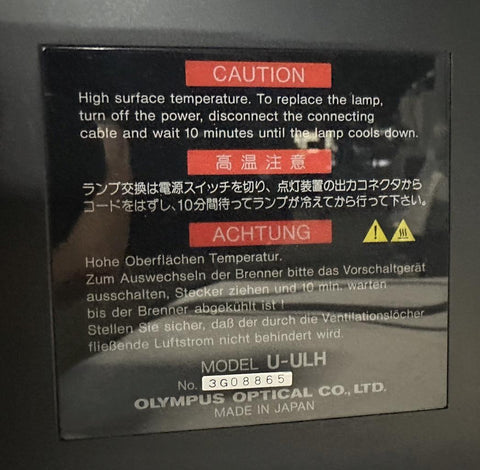 CAUTION
High surface temperature. To replace the lamp,
turn off the power, disconnect the connecting
cable and wait 10 minutes until the lamp cools down.
高温注意
ランプ交換は電源スイッチを切り、点灯装置の出力コネクタから
コードをはずし、10分間待ってランプが冷えてから行って下さい。
ACHTUNG
Hohe Oberflächen Temperatur.
Zum Auswechseln der Brenner bitte das Vorschaltgerät
ausschalten, Stecker ziehen und 10 min. warten
bis der Brenner abgekühlt ist !
Stellen Sie sicher, daß der durch die Ventilationslöcher
fließende Luftstrom nicht behindert wird.
MODEL U-ULH
No. 3G08865
OLYMPUS OPTICAL CO., LTD.
MADE IN JAPAN